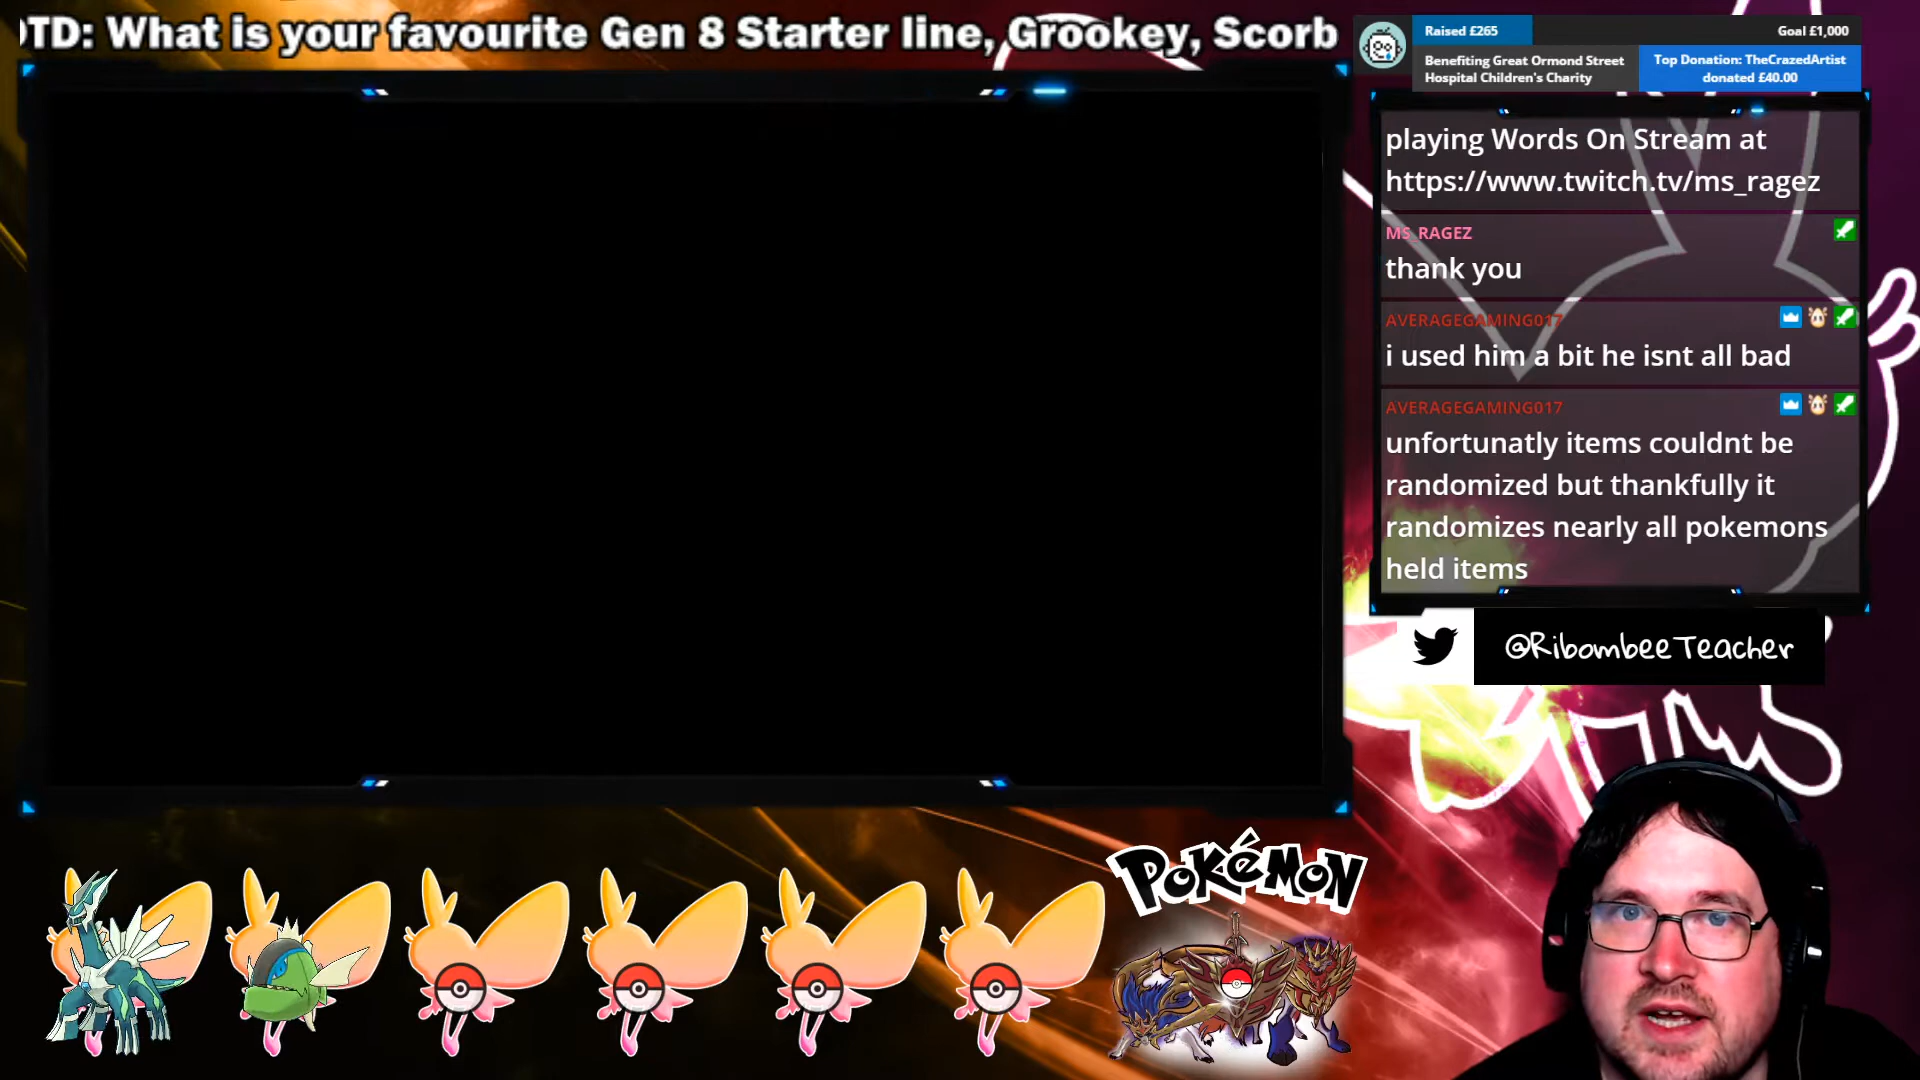 OTD: What is your favourite Gen 8 Starter line, Grookey, Scorb
Raised £265
Goal £1,000
Benefiting Great Ormond Street
Hospital Children's Charity
Top Donation: TheCrazedArtist
donated £40.00
playing Words On Stream at
https://www.twitch.tv/ms_ragez
MS_RAGEZ
thank you
AVERAGEGAMING017
i used him a bit he isnt all bad
AVERAGEGAMING017
unfortunatly items couldnt be
randomized but thankfully it
randomizes nearly all pokemons
held items
@RibombeeTeacher
POKéMON